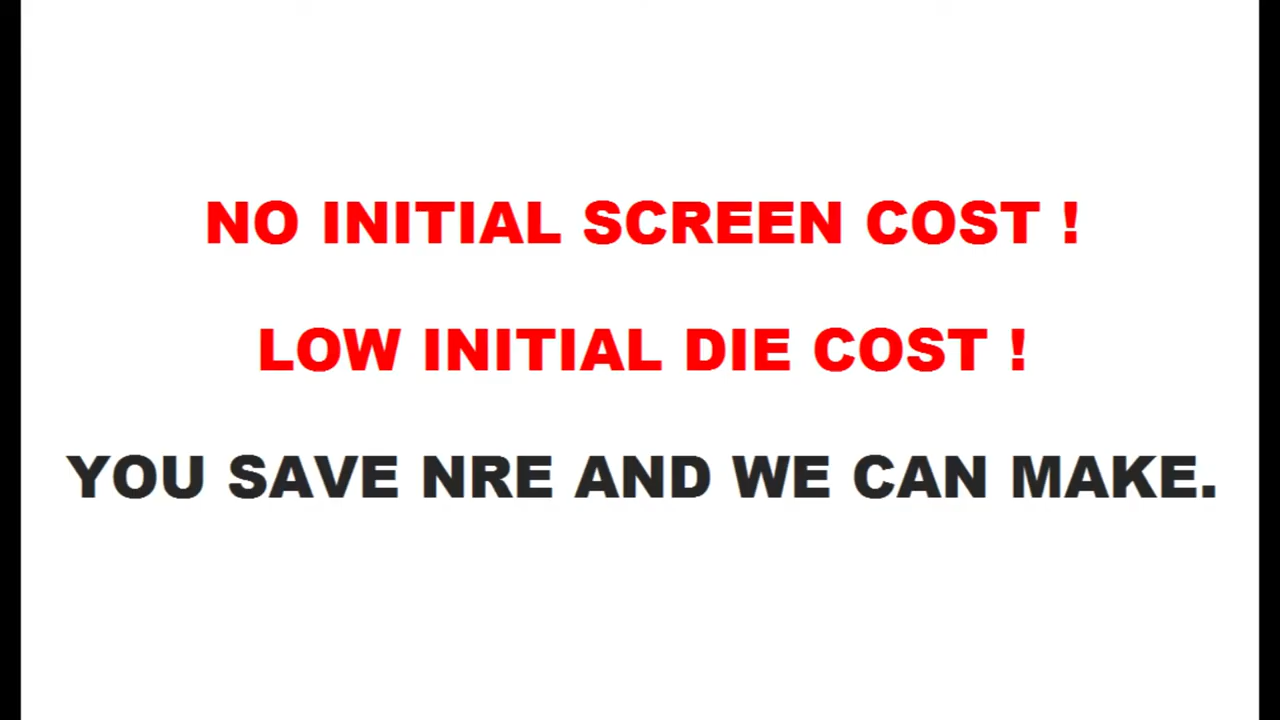 NO INITIAL SCREEN COST !
LOW INITIAL DIE COST !
YOU SAVE NRE AND WE CAN MAKE.